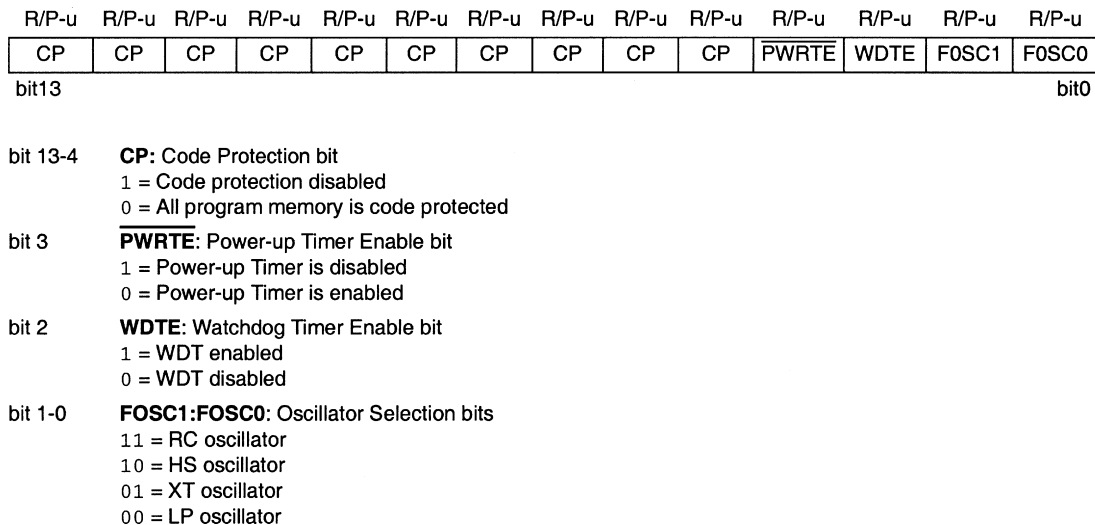 R/P-u R/P-u R/P-u R/P-u R/P-u R/P-u R/P-u R/P-u R/P-u R/P-u R/P-u R/P-u R/P-u R/P-u
CP CP CP CP CP CP CP CP CP CP PWRTE WDTE F0SC1 F0SC0
bit13 bit0
bit 13-4 CP: Code Protection bit
1 = Code protection disabled
0 = All program memory is code protected
bit 3 PWRTE: Power-up Timer Enable bit
1 = Power-up Timer is disabled
0 = Power-up Timer is enabled
bit 2 WDTE: Watchdog Timer Enable bit
1 = WDT enabled
0 = WDT disabled
bit 1-0 FOSC1:FOSC0: Oscillator Selection bits
11 = RC oscillator
10 = HS oscillator
01 = XT oscillator
00 = LP oscillator